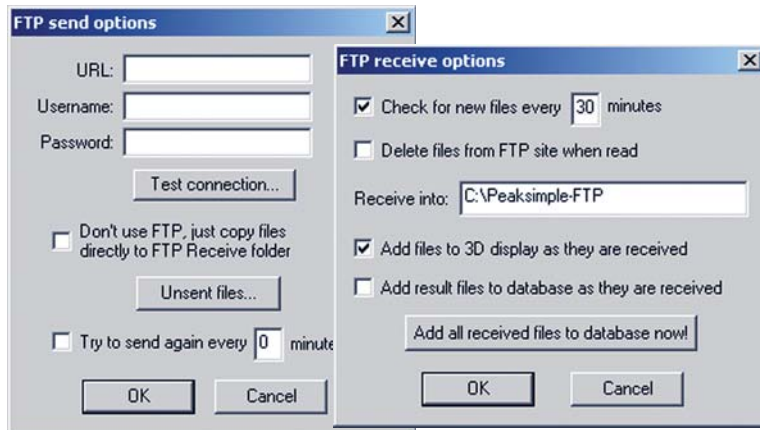 FTP send options
URL:
Username:
Password:
Test connection...
Don't use FTP, just copy files
directly to FTP Receive folder
Unsent files...
Try to send again every 0 minute
OK Cancel
FTP receive options
Check for new files every 30 minutes
Delete files from FTP site when read
Receive into: C:\Peaksimple-FTP
Add files to 3D display as they are received
Add result files to database as they are received
Add all received files to database now!
OK Cancel